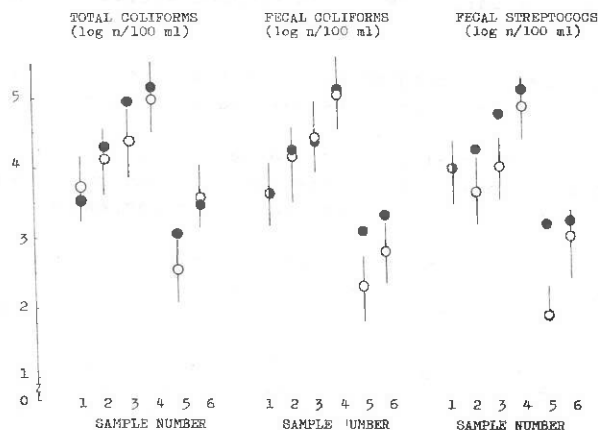 TOTAL COLIFORMS
(log n/100 ml)
FECAL COLIFORMS
(log n/100 ml)
FECAL STREPTOCOCS
(log n/100 ml)
5
4
3
2
1
0
1 2 3 4 5 6
SAMPLE NUMBER
1 2 3 4 5 6
SAMPLE UMBER
1 2 3 4 5 6
SAMPLE NUMBER